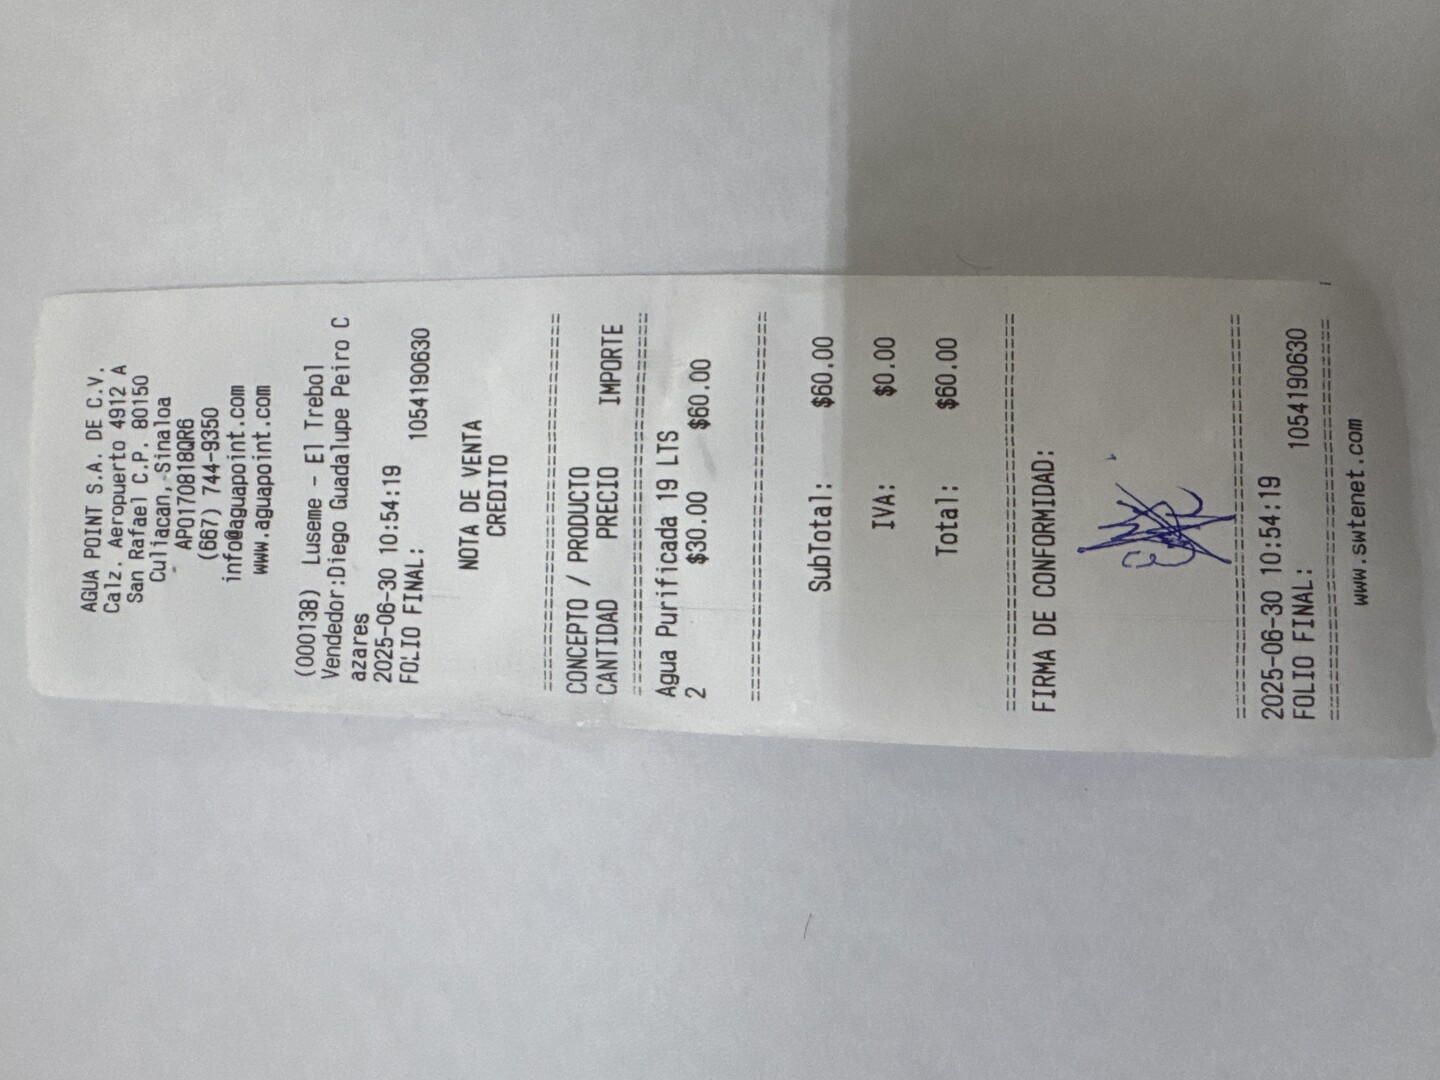 AGUA POINT S.A. DE C.V.
Calz. Aeropuerto 4912 A
San Rafael C.P. 80150
Culiacan, Sinaloa
APO170818QR6
(667) 744-9350
info@aguapoint.com
www.aguapoint.com
(000138) Luseme - El Trebol
Vendedor:Diego Guadalupe Peiro C
azares
2025-06-30 10:54:19
FOLIO FINAL: 1054190630
NOTA DE VENTA
CREDITO
================================
CONCEPTO / PRODUCTO
CANTIDAD PRECIO IMPORTE
================================
Agua Purificada 19 LTS
2 $30.00 $60.00
================================
SubTotal: $60.00
IVA: $0.00
Total: $60.00
================================
FIRMA DE CONFORMIDAD:
================================
2025-06-30 10:54:19
FOLIO FINAL: 1054190630
================================
www.swtenet.com